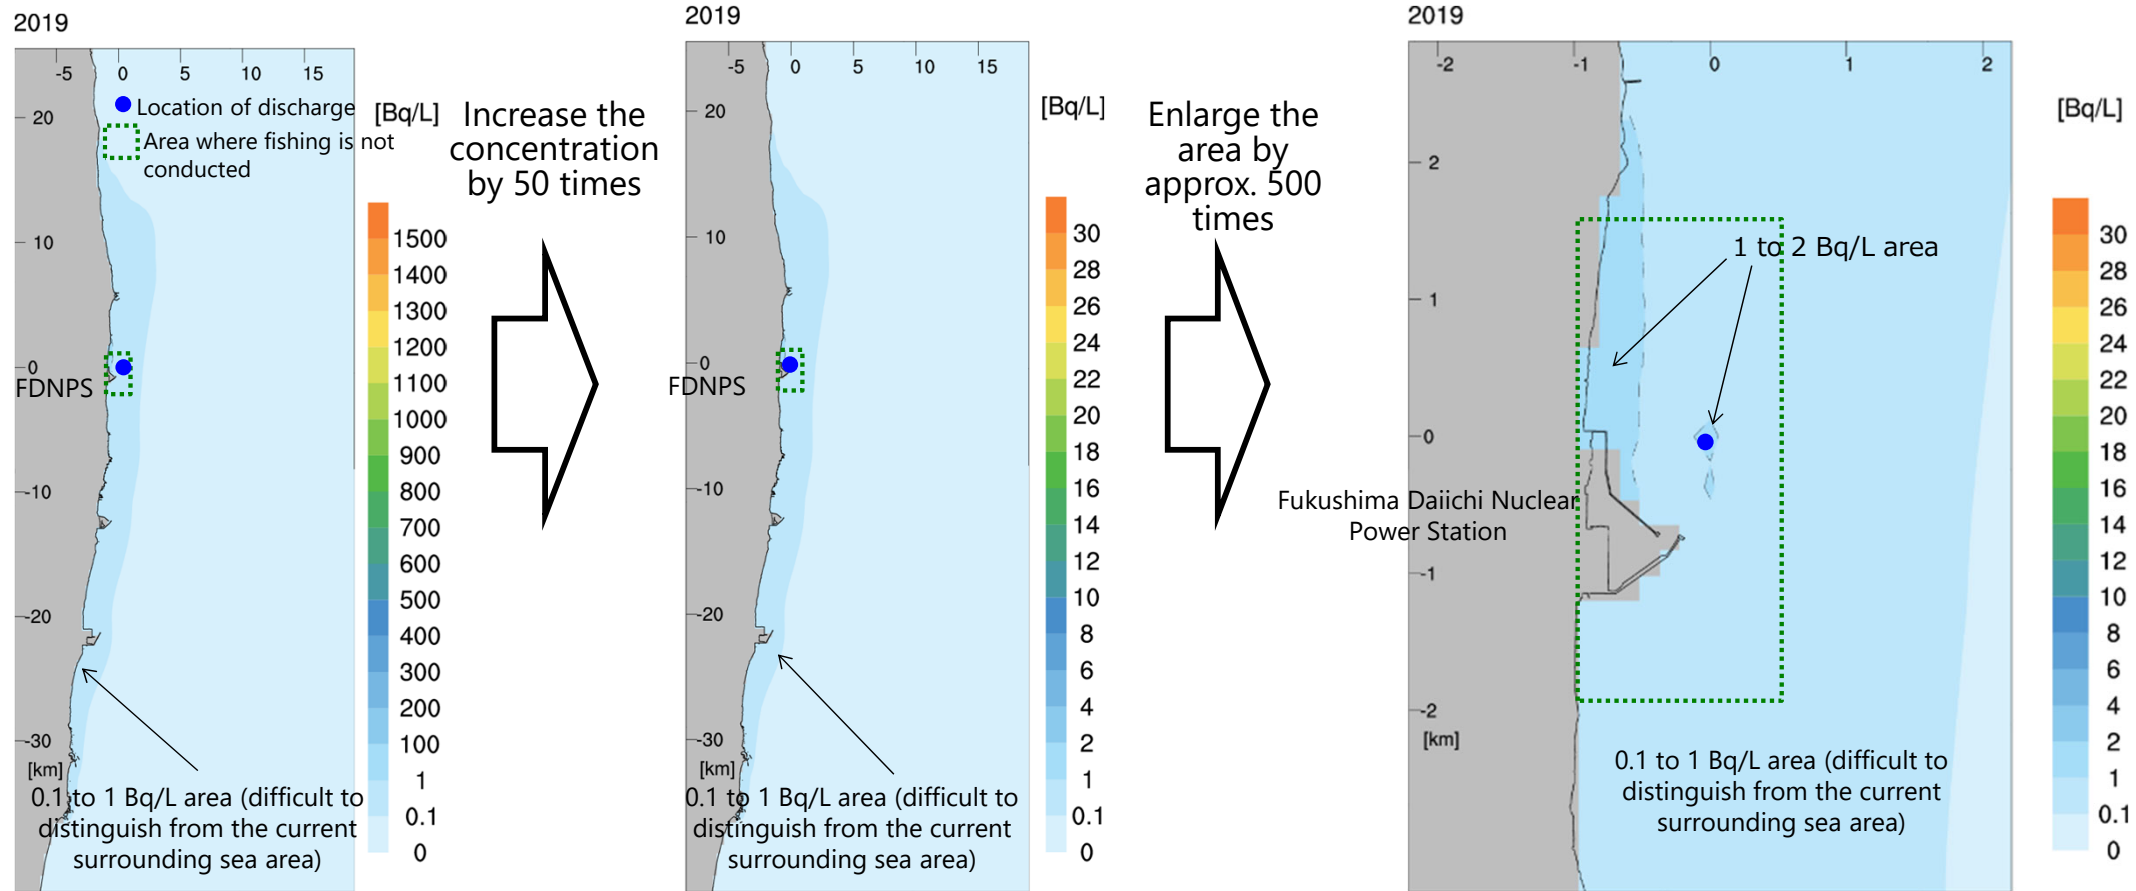 2019
-5 0 5 10 15
Location of discharge
[Bq/L]
Area where fishing is not
conducted
20
10
0
FDNPS
-10
-20
-30
[km]
1500
1400
1300
1200
1100
1000
900
800
700
600
500
400
300
200
100
1
0.1
0
0.1 to 1 Bq/L area (difficult to
distinguish from the current
surrounding sea area)
Increase the
concentration
by 50 times
2019
-5 0 5 10 15
[Bq/L]
20
10
0
FDNPS
-10
-20
-30
[km]
30
28
26
24
22
20
18
16
14
12
10
8
6
4
2
1
0.1
0
0.1 to 1 Bq/L area (difficult to
distinguish from the current
surrounding sea area)
Enlarge the
area by
approx. 500
times
2019
-2 -1 0 1 2
[Bq/L]
2
1
0
-1
-2
[km]
1 to 2 Bq/L area
Fukushima Daiichi Nuclear
Power Station
0.1 to 1 Bq/L area (difficult to
distinguish from the current
surrounding sea area)
30
28
26
24
22
20
18
16
14
12
10
8
6
4
2
1
0.1
0